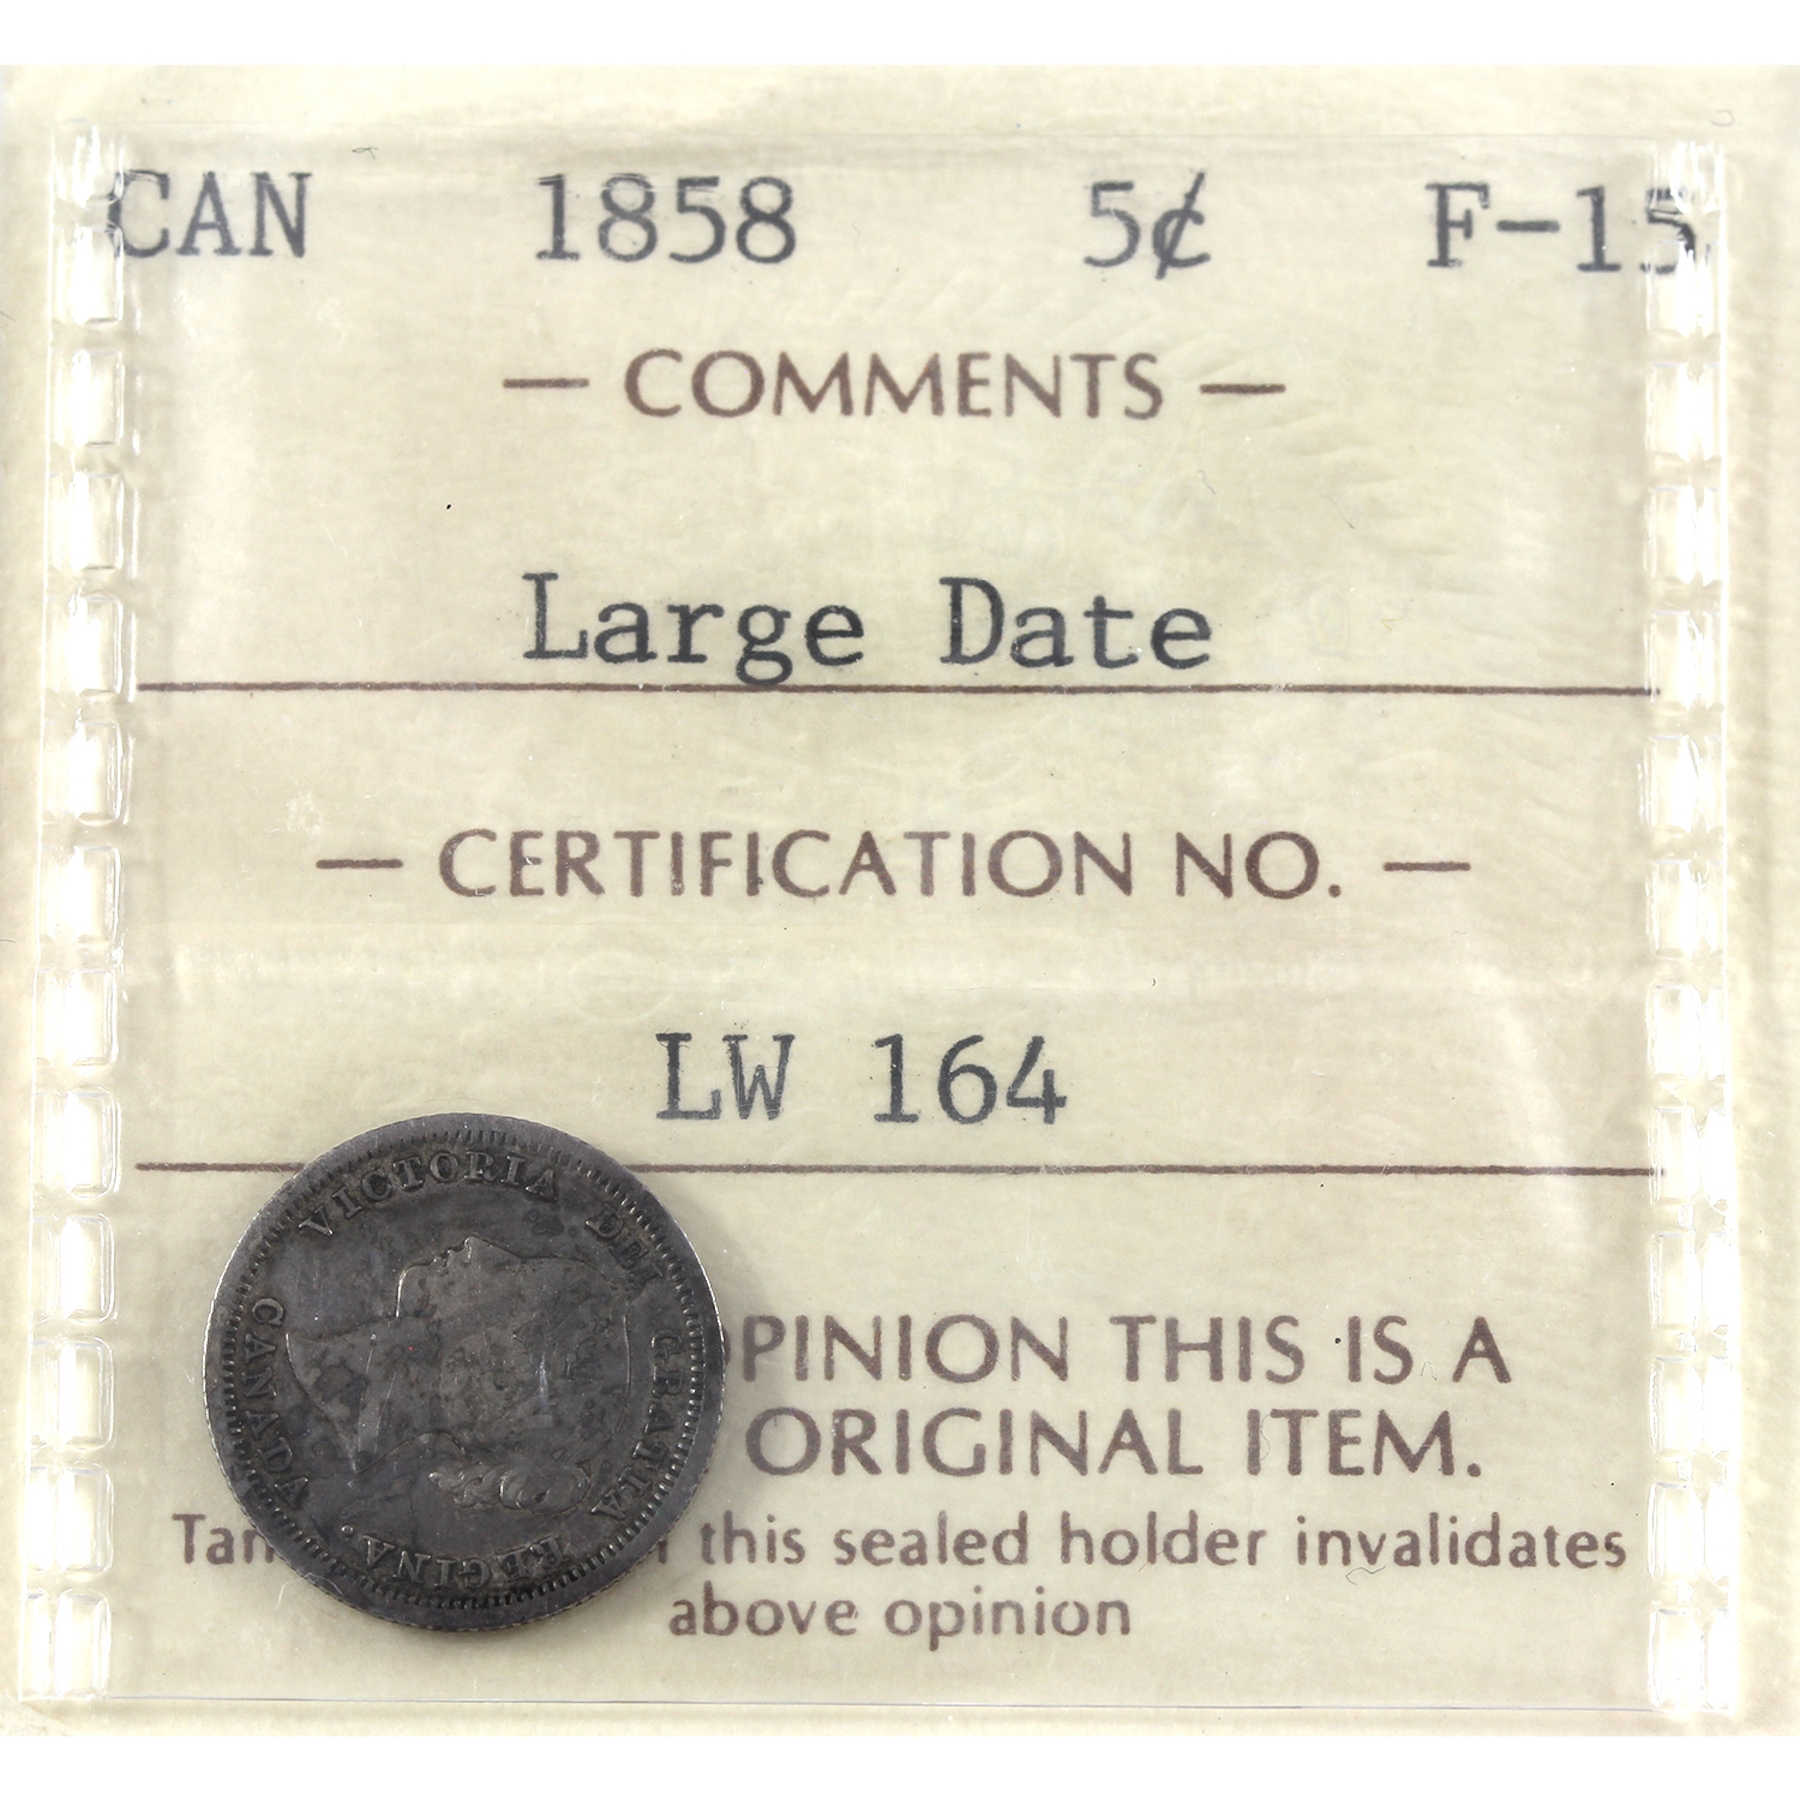 CAN 1858 5¢ F-15
— COMMENTS —
Large Date
— CERTIFICATION NO. —
LW 164
PINION THIS IS A
ORIGINAL ITEM.
Tam this sealed holder invalidates
above opinion
VICTORIA DEI GRATIA REGINA.
CANADA